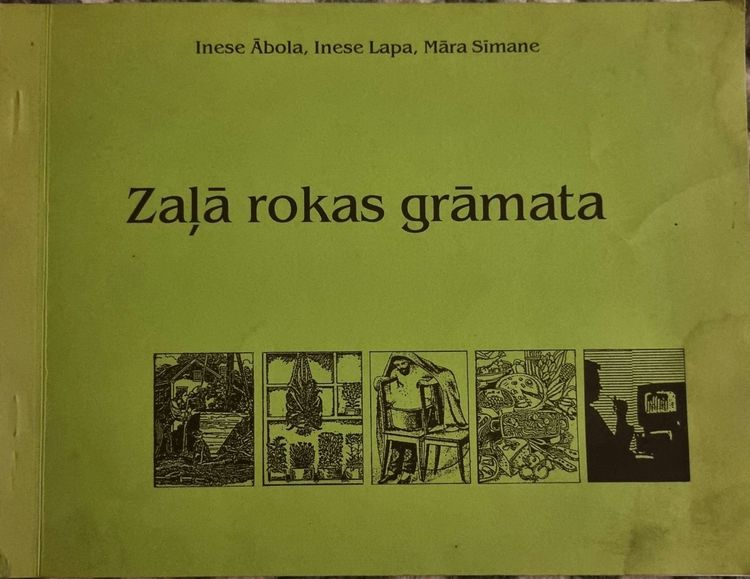 Inese Ābola, Inese Lapa, Māra Sīmane
Zaļā rokas grāmata